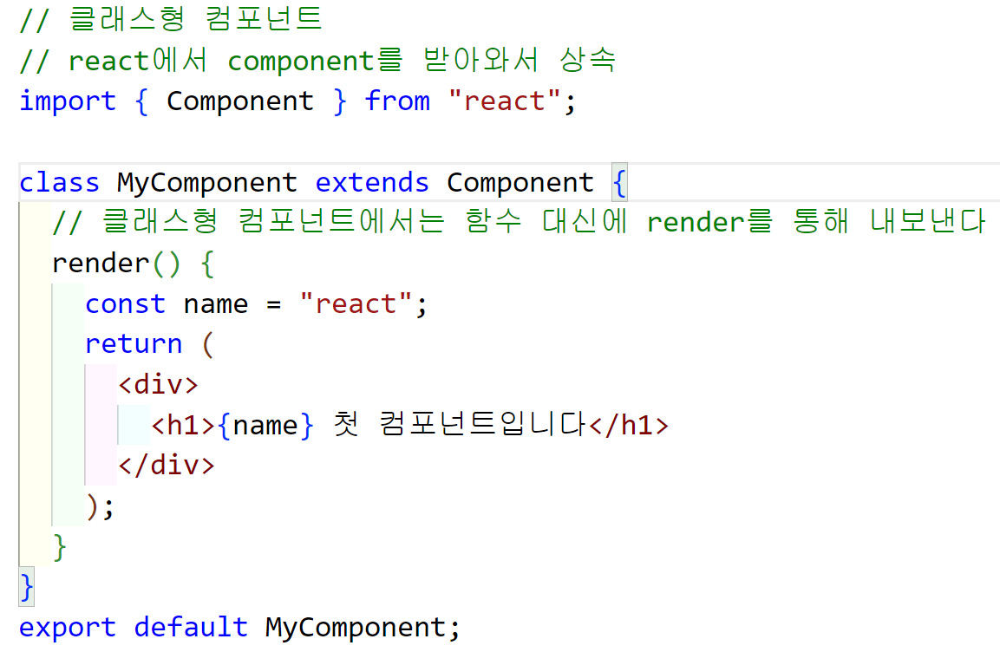 // 클래스형 컴포넌트
// react에서 component를 받아와서 상속
import { Component } from "react";
class MyComponent extends Component {
// 클래스형 컴포넌트에서는 함수 대신에 render를 통해 내보낸다
render() {
const name = "react";
return (
<div>
<h1>{name} 첫 컴포넌트입니다</h1>
</div>
);
}
}
export default MyComponent;